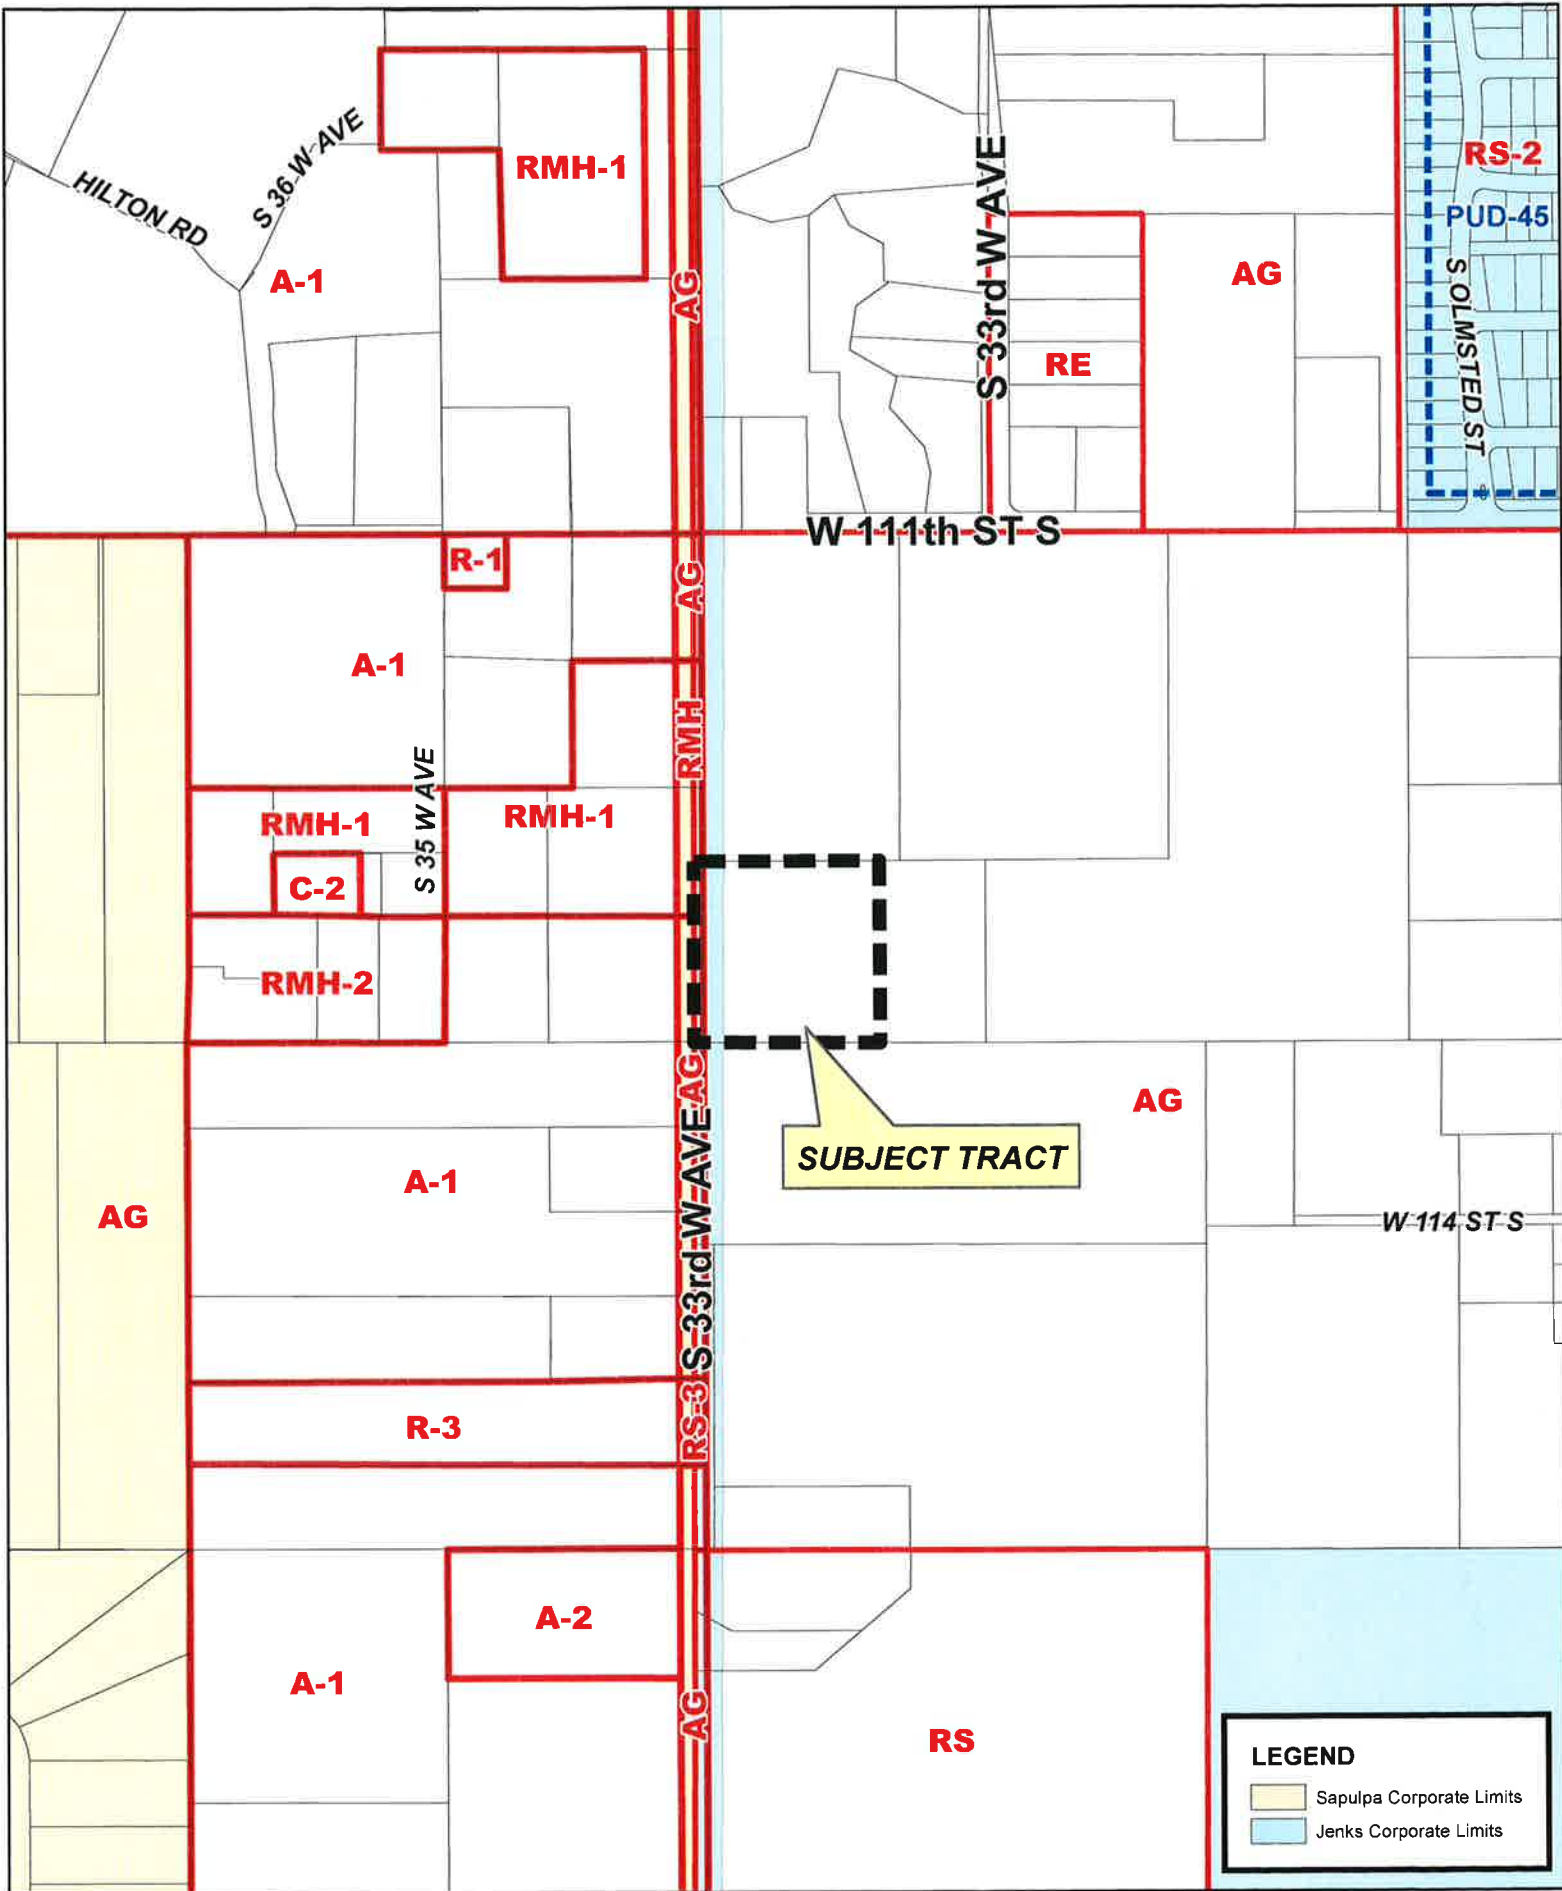 S 36 W AVE
RMH-1
HILTON RD
A-1
AG
S 33rd W AVE
RE
AG
RS-2
PUD-45
S OLMSTED ST
W 111th ST S
R-1
AG
A-1
RMH
S 35 W AVE
RMH-1
RMH-1
C-2
RMH-2
AG
AG
SUBJECT TRACT
A-1
S 33rd W AVE
AG
W 114 ST S
RS-3
R-3
A-2
A-1
AG
RS
LEGEND
Sapulpa Corporate Limits
Jenks Corporate Limits